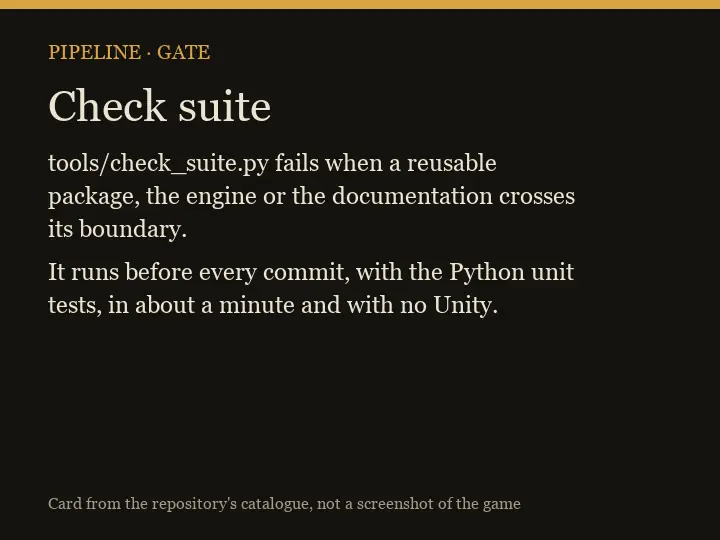 PIPELINE · GATE
Check suite
tools/check_suite.py fails when a reusable
package, the engine or the documentation crosses
its boundary.
It runs before every commit, with the Python unit
tests, in about a minute and with no Unity.
Card from the repository's catalogue, not a screenshot of the game